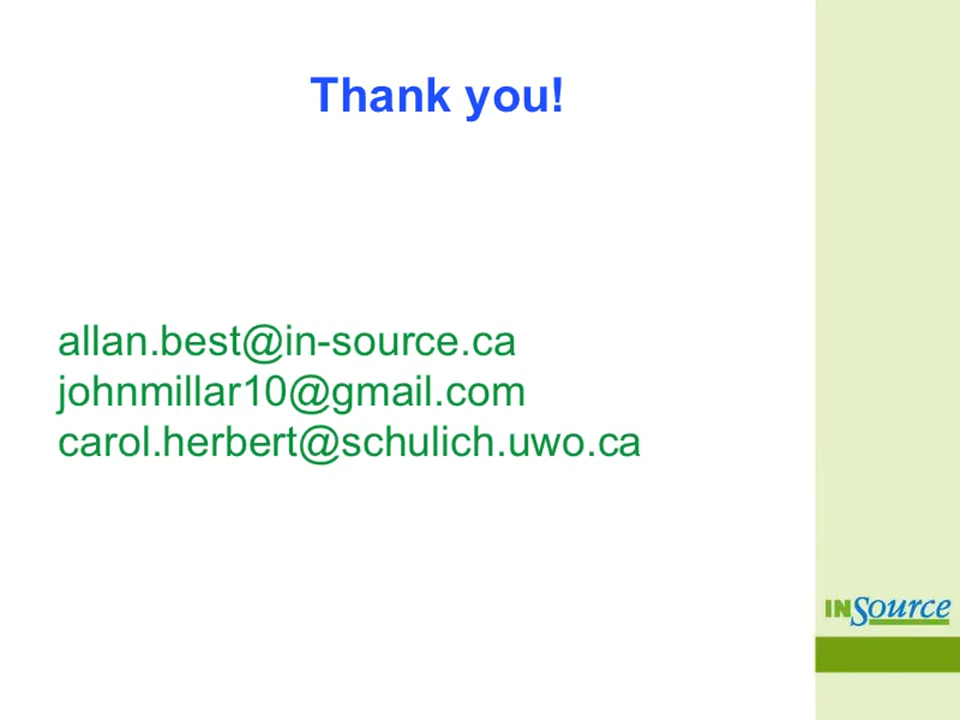 Thank you!
allan.best@in-source.ca
johnmillar10@gmail.com
carol.herbert@schulich.uwo.ca
INSource